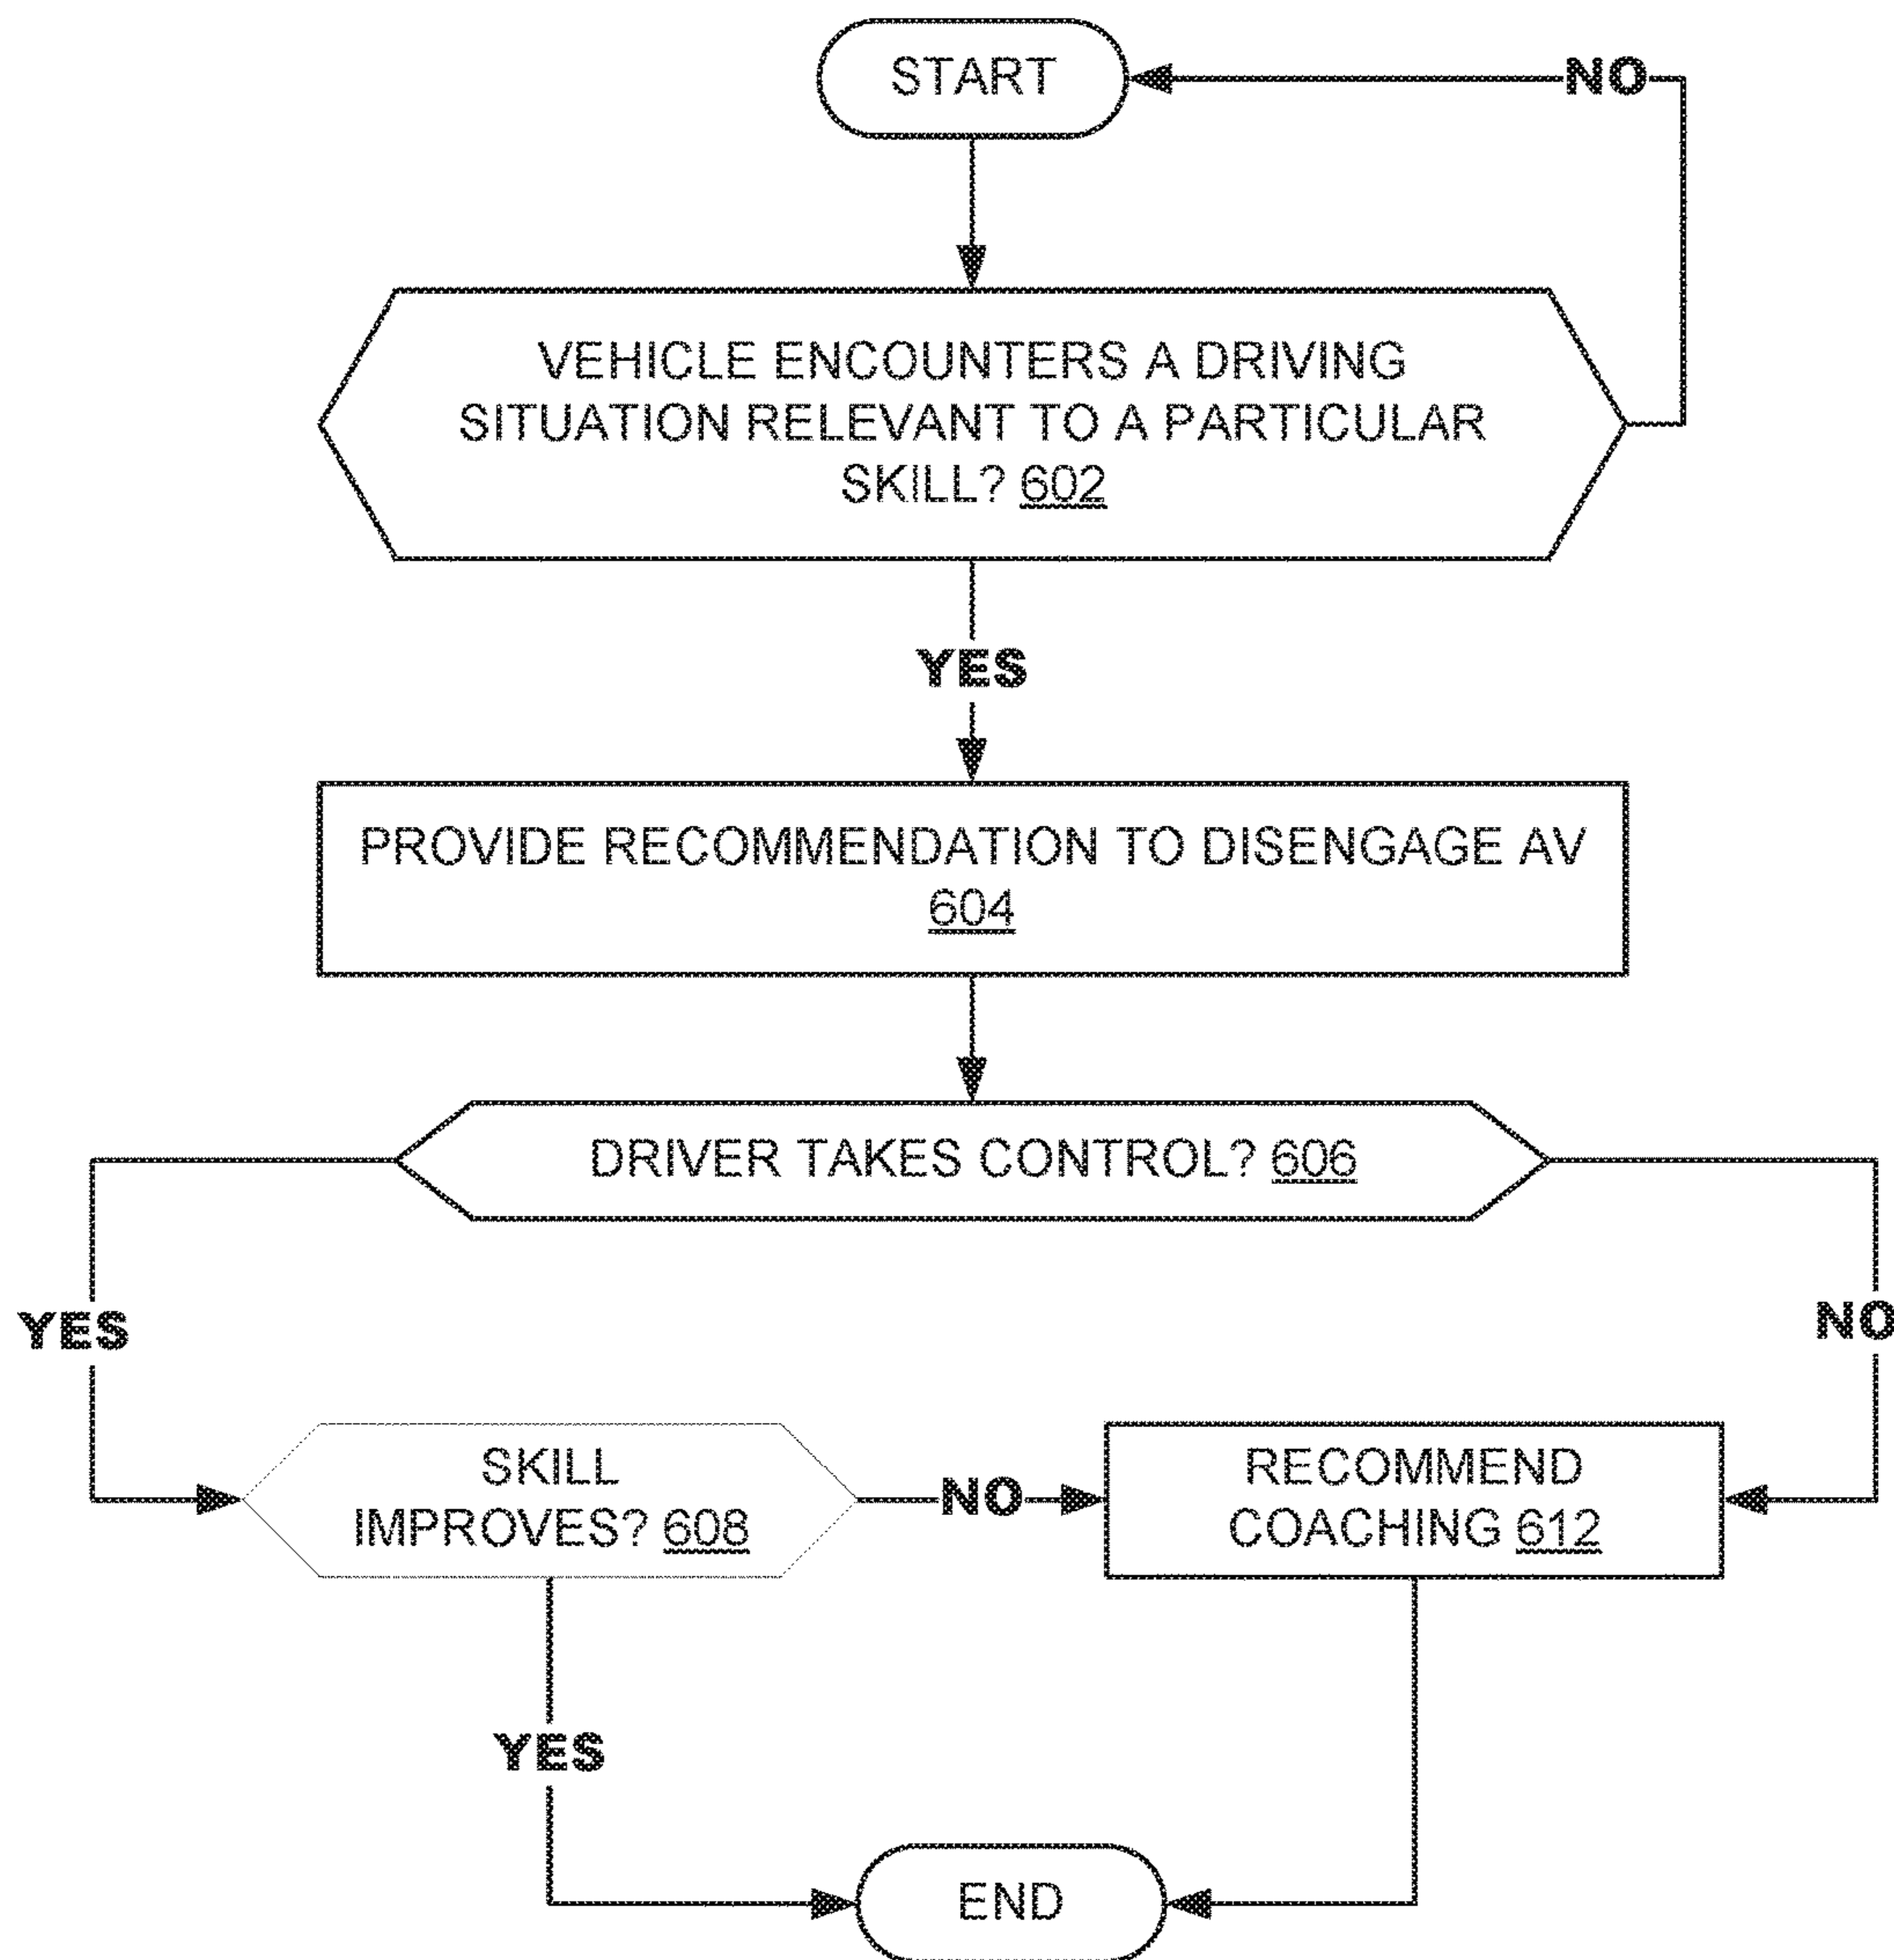 START
NO
VEHICLE ENCOUNTERS A DRIVING
SITUATION RELEVANT TO A PARTICULAR
SKILL? 602
YES
PROVIDE RECOMMENDATION TO DISENGAGE AV
604
DRIVER TAKES CONTROL? 606
YES
NO
SKILL
IMPROVES? 608
NO
RECOMMEND
COACHING 612
YES
END